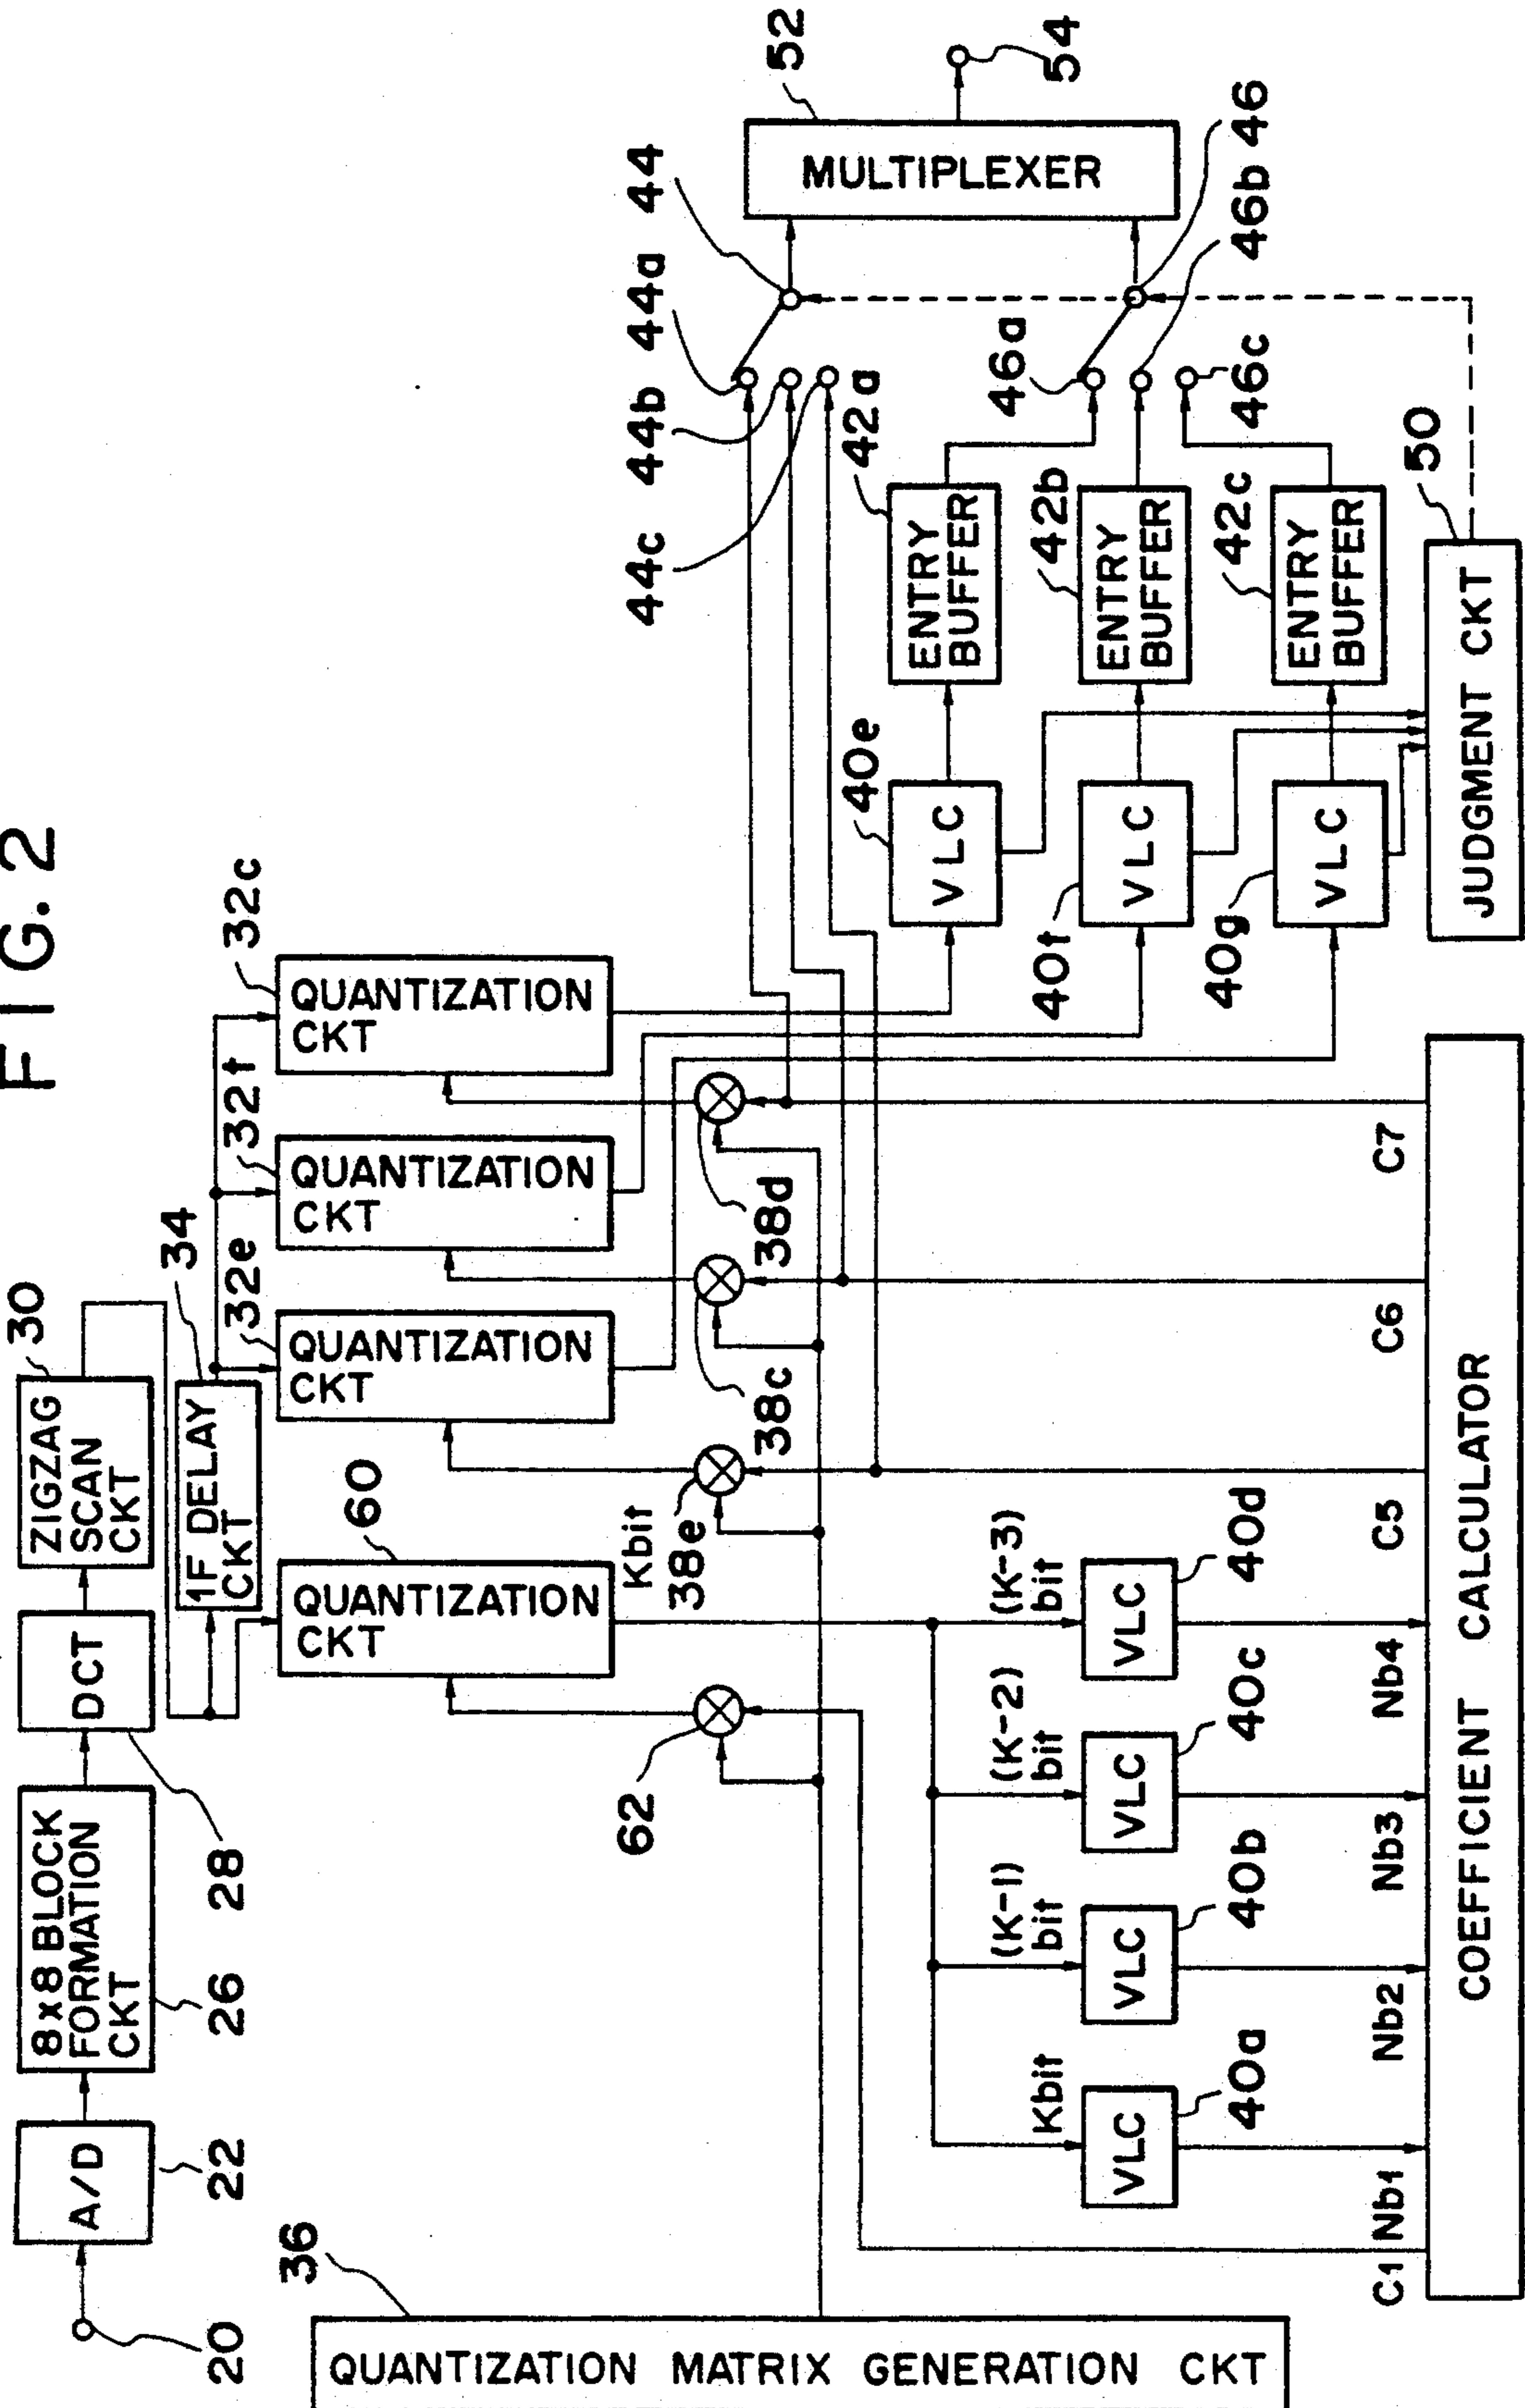 FIG. 2
20
A/D
22
8×8 BLOCK
FORMATION
CKT
26
DCT
28
ZIGZAG
SCAN
CKT
30
1F DELAY
CKT
34
QUANTIZATION
CKT
60
QUANTIZATION
CKT
32e
QUANTIZATION
CKT
32f
QUANTIZATION
CKT
32c
36
QUANTIZATION MATRIX GENERATION CKT
62
Kbit
38e
38c
38d
Kbit
VLC
40a
(K-1)
bit
VLC
40b
(K-2)
bit
VLC
40c
(K-3)
bit
VLC
40d
C1
Nb1
Nb2
Nb3
Nb4
C5
C6
C7
COEFFICIENT CALCULATOR
VLC
40e
VLC
40f
VLC
40g
ENTRY
BUFFER
42a
ENTRY
BUFFER
42b
ENTRY
BUFFER
42c
JUDGMENT CKT
50
44c
44b
44a
44
46a
46c
46b
46
MULTIPLEXER
52
54